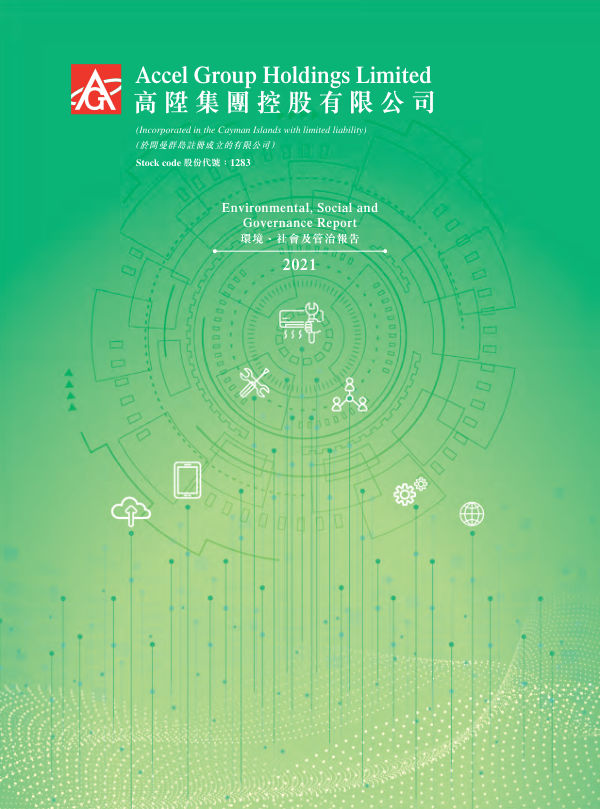 AGA
Accel Group Holdings Limited
高陞集團控股有限公司
(Incorporated in the Cayman Islands with limited liability)
(於開曼群島註冊成立的有限公司)
Stock code 股份代號：1283
Environmental, Social and
Governance Report
環境、社會及管治報告
2021